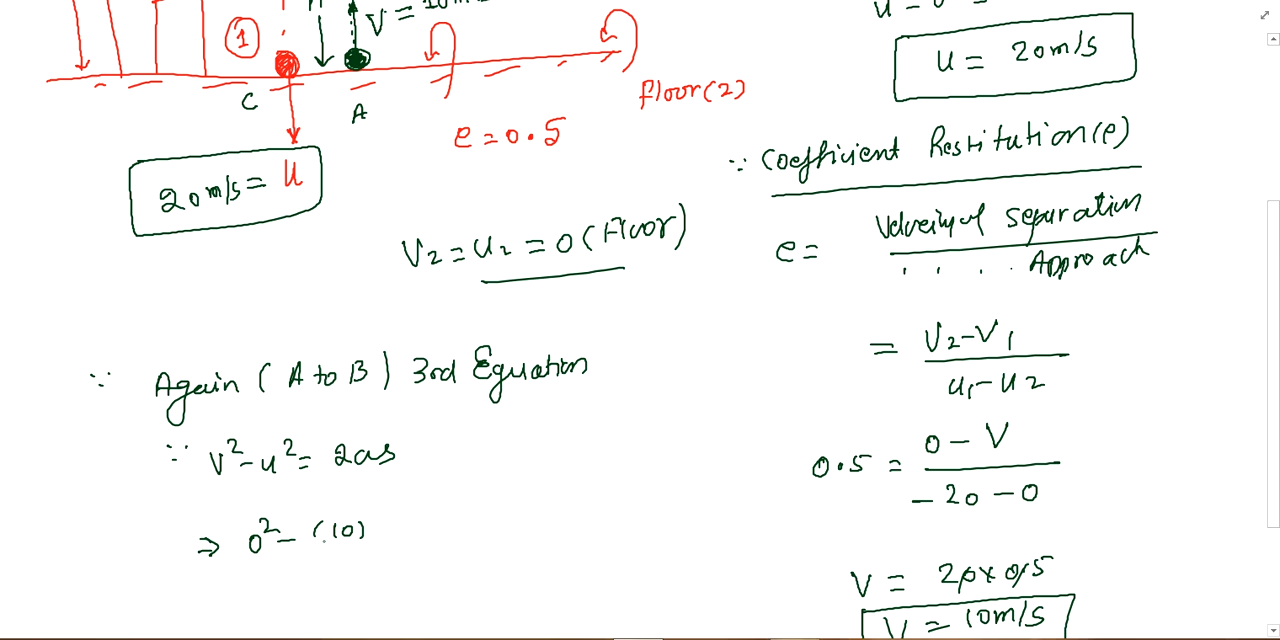 V = 10m
1
C
A
20m/s = u
e = 0.5
floor(2)
V2 = u2 = 0 (Floor)
∵ Again (A to B) 3rd Equation
∵ V² - u² = 2as
⇒ 0² - (10)
u = 20m/s
∵ Coefficient Restitution(e)
e = Velocity of separation
. . . . Approach
= V2 - V1
u1 - u2
0.5 = 0 - V
- 20 - 0
V = 20 x 0.5
V = 10m/s